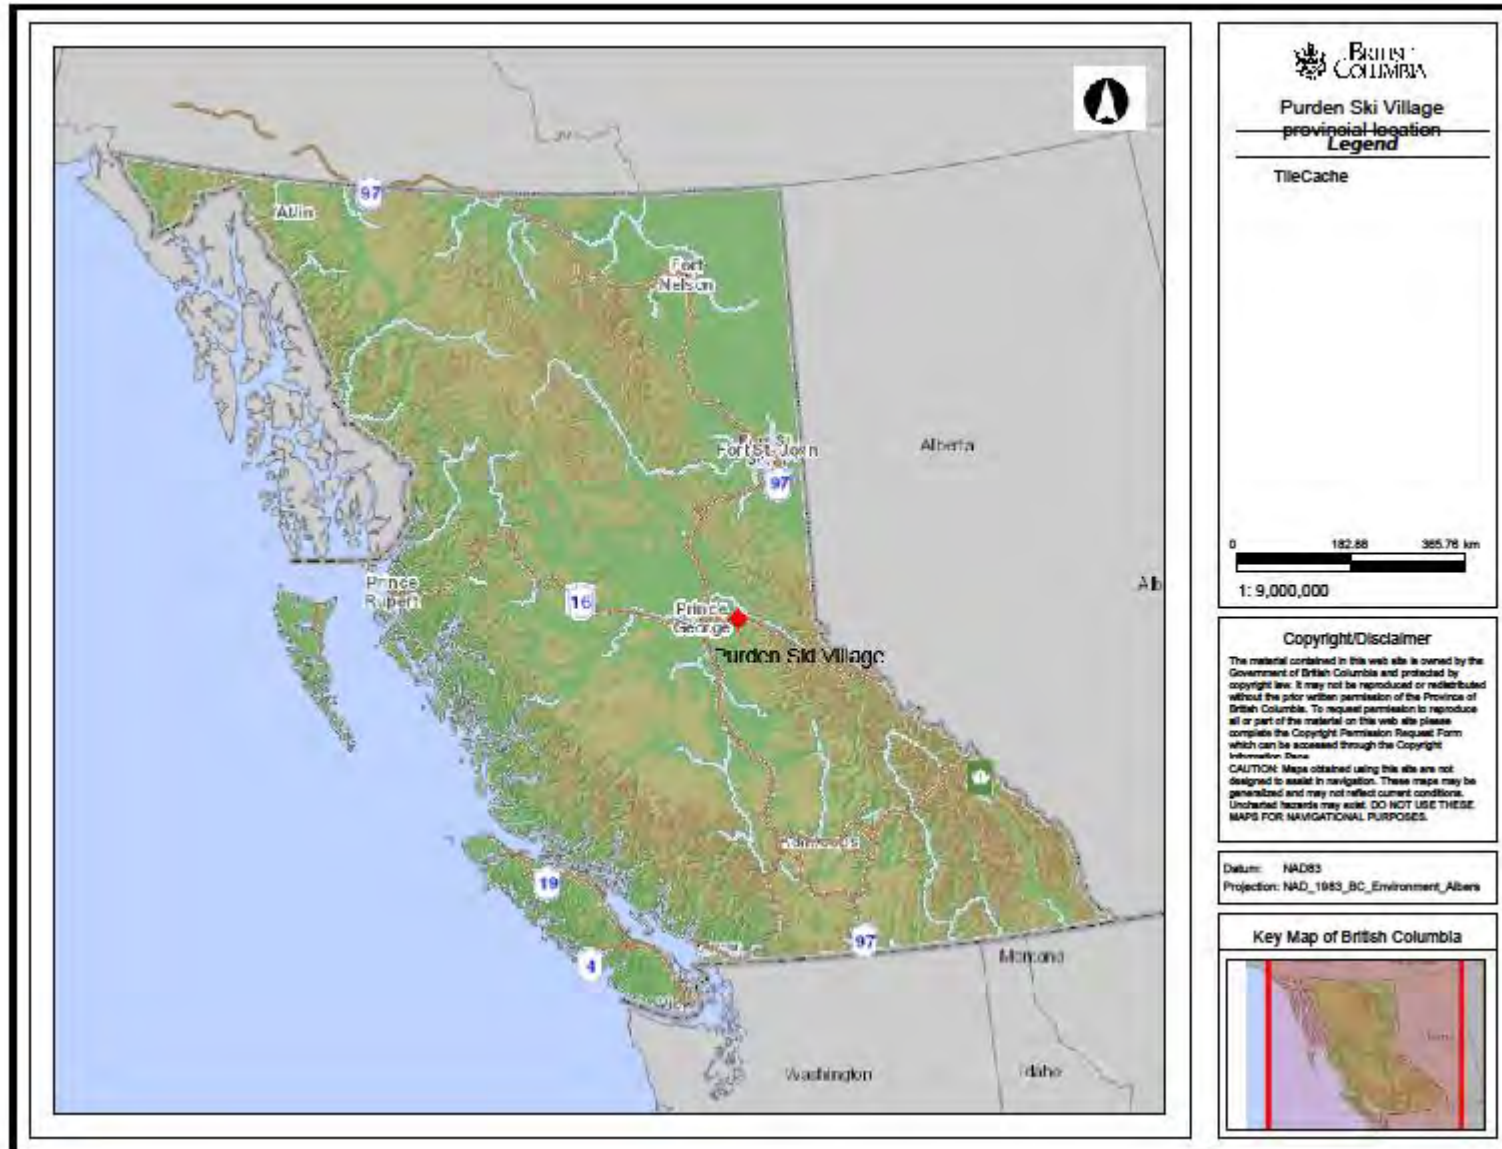 97
Atlin
Fort
Nelson
Fort St. John
97
Alberta
Prince
Rupert
16
Prince
George
Purden Ski Village
Alb
19
4
97
Montana
Washington
Idaho
BRITISH
COLUMBIA
Purden Ski Village
provincial location
Legend
TileCache
0 182.88 365.76 km
1: 9,000,000
Copyright/Disclaimer
The material contained in this web site is owned by the
Government of British Columbia and protected by
copyright law. It may not be reproduced or redistributed
without the prior written permission of the Province of
British Columbia. To request permission to reproduce
all or part of the material on this web site please
complete the Copyright Permission Request Form
which can be accessed through the Copyright
Information Page
CAUTION: Maps obtained using this site are not
designed to assist in navigation. These maps may be
generalized and may not reflect current conditions.
Uncharted hazards may exist. DO NOT USE THESE
MAPS FOR NAVIGATIONAL PURPOSES.
Datum: NAD83
Projection: NAD_1983_BC_Environment_Albers
Key Map of British Columbia